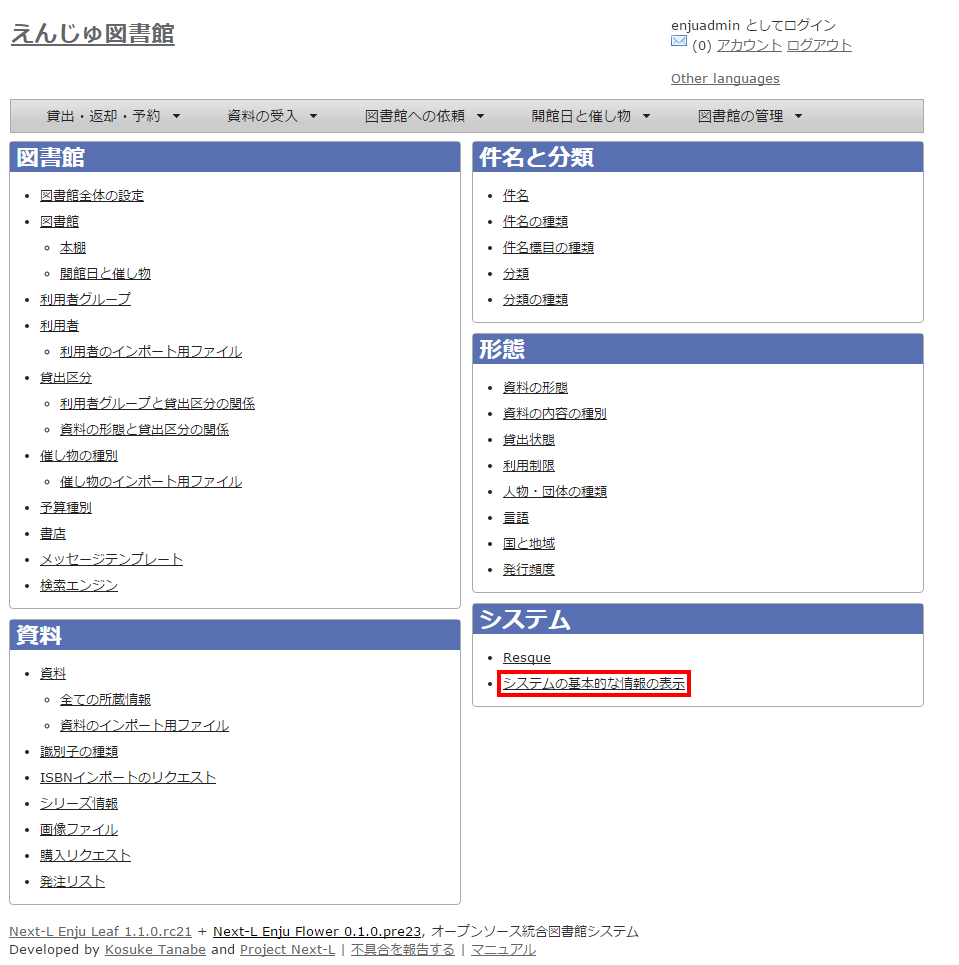 えんじゅ図書館
enjuadmin としてログイン
(0) アカウント ログアウト
Other languages
貸出・返却・予約 ▼ 資料の受入 ▼ 図書館への依頼 ▼ 開館日と催し物 ▼ 図書館の管理 ▼
図書館
図書館全体の設定
図書館
本棚
開館日と催し物
利用者グループ
利用者
利用者のインポート用ファイル
貸出区分
利用者グループと貸出区分の関係
資料の形態と貸出区分の関係
催し物の種別
催し物のインポート用ファイル
予算種別
書店
メッセージテンプレート
検索エンジン
資料
資料
全ての所蔵情報
資料のインポート用ファイル
識別子の種類
ISBNインポートのリクエスト
シリーズ情報
画像ファイル
購入リクエスト
発注リスト
件名と分類
件名
件名の種類
件名標目の種類
分類
分類の種類
形態
資料の形態
資料の内容の種別
貸出状態
利用制限
人物・団体の種類
言語
国と地域
発行頻度
システム
Resque
システムの基本的な情報の表示
Next-L Enju Leaf 1.1.0.rc21 + Next-L Enju Flower 0.1.0.pre23, オープンソース統合図書館システム
Developed by Kosuke Tanabe and Project Next-L | 不具合を報告する | マニュアル